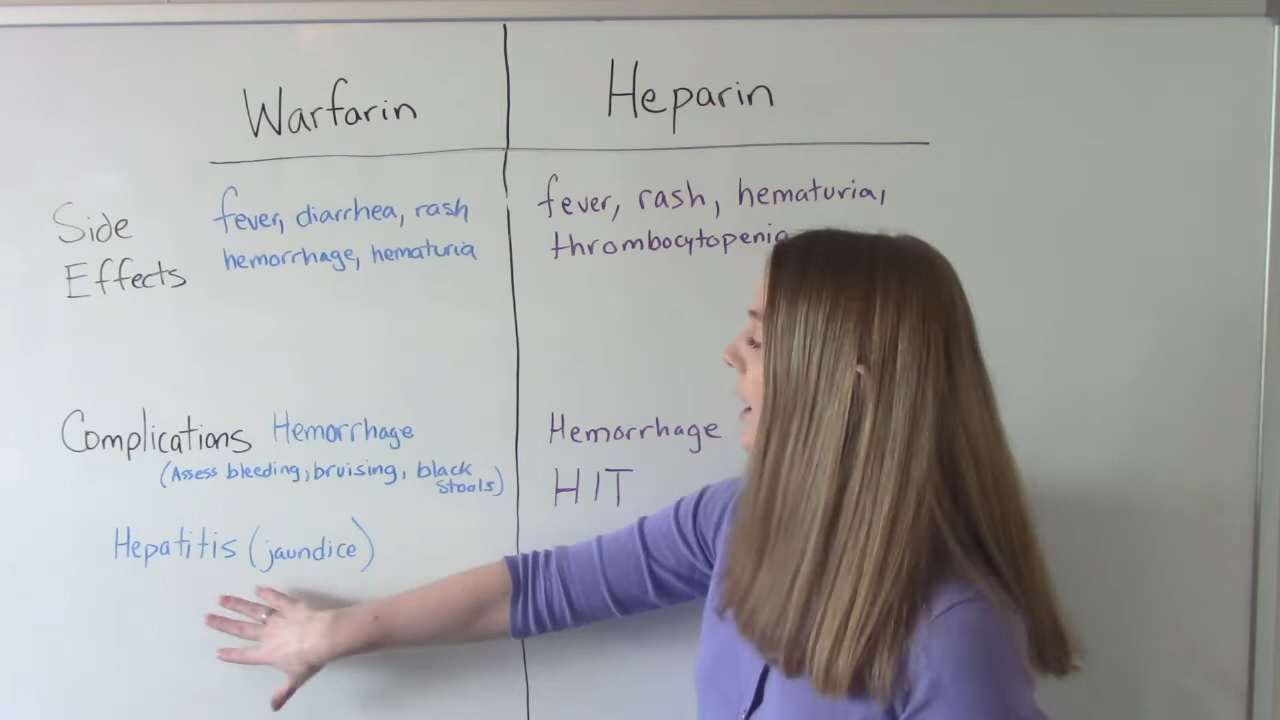 Warfarin
Heparin
Side
Effects
fever, diarrhea, rash
hemorrhage, hematuria
fever, rash, hematuria,
thrombocytopenia
Complications
Hemorrhage
(Assess bleeding, bruising, black
stools)
Hepatitis (jaundice)
Hemorrhage
HIT